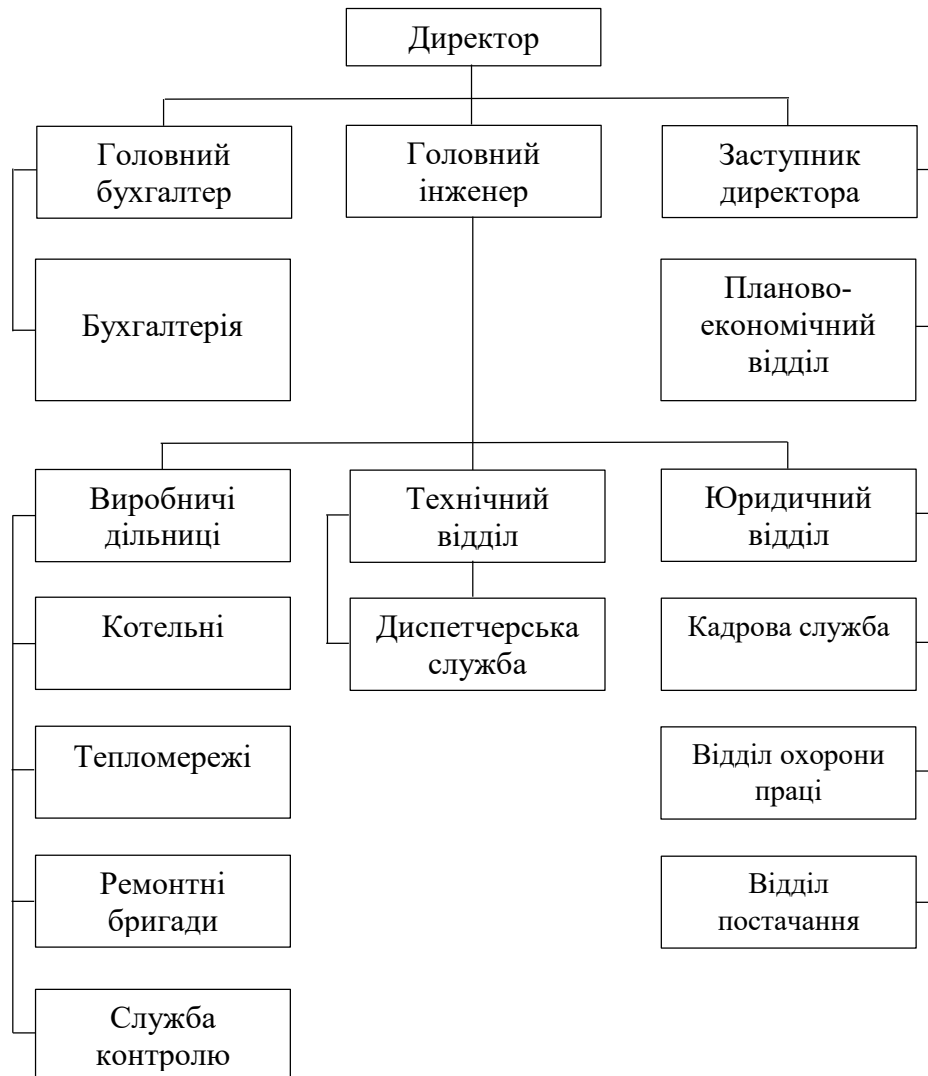 Директор
Головний
бухгалтер
Головний
інженер
Заступник
директора
Бухгалтерія
Планово-
економічний
відділ
Виробничі
дільниці
Технічний
відділ
Юридичний
відділ
Котельні
Диспетчерська
служба
Кадрова служба
Тепломережі
Відділ охорони
праці
Ремонтні
бригади
Відділ
постачання
Служба
контролю